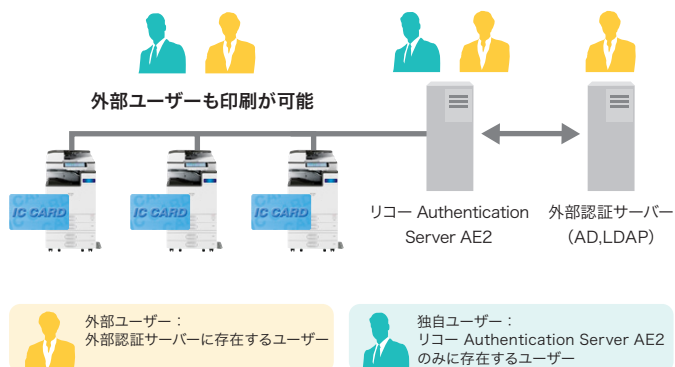 外部ユーザーも印刷が可能
IC CARD
IC CARD
IC CARD
リコー Authentication
Server AE2
外部認証サーバー
（AD,LDAP）
外部ユーザー：
外部認証サーバーに存在するユーザー
独自ユーザー：
リコー Authentication Server AE2
のみに存在するユーザー